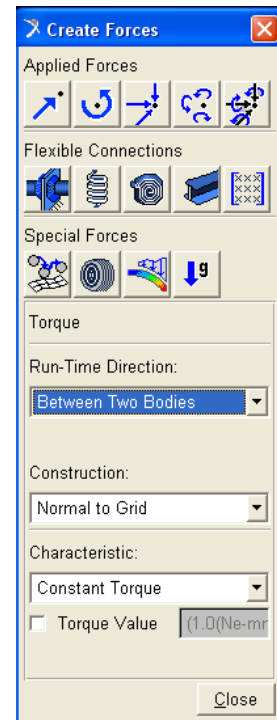 Create Forces
Applied Forces
Flexible Connections
Special Forces
g
Torque
Run-Time Direction:
Between Two Bodies
Construction:
Normal to Grid
Characteristic:
Constant Torque
Torque Value (1.0(Ne-mr
Close